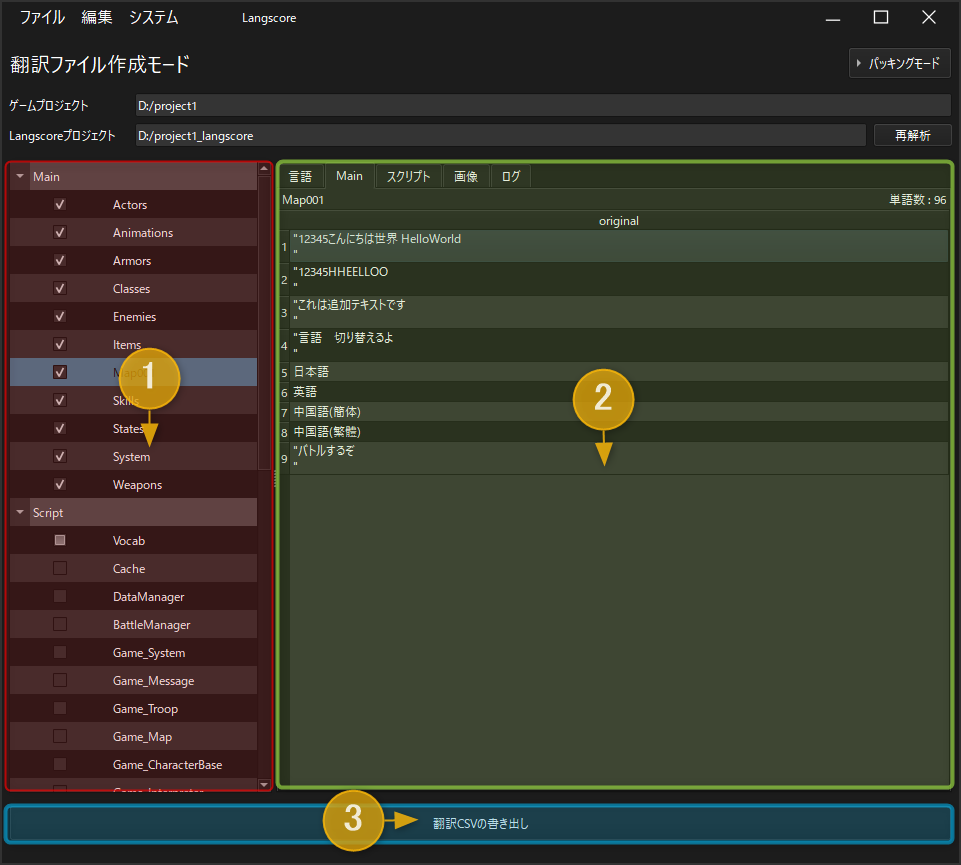 ファイル 編集 システム Langscore
翻訳ファイル作成モード
パッキングモード
ゲームプロジェクト D:/project1
Langscoreプロジェクト D:/project1_langscore 再解析
Main
Actors
Animations
Armors
Classes
Enemies
Items
Skills
States
System
Weapons
Script
Vocab
Cache
DataManager
BattleManager
Game_System
Game_Message
Game_Troop
Game_Map
Game_CharacterBase
Game_Interpreter
1
言語 Main スクリプト 画像 ログ
Map001 単語数 : 96
original
1 "12345こんにちは世界 HelloWorld
"
2 "12345HHEELLOO
"
3 "これは追加テキストです
"
4 "言語　切り替えるよ
"
5 日本語
6 英語
7 中国語(簡体)
8 中国語(繁體)
9 "バトルするぞ
"
2
3
翻訳CSVの書き出し